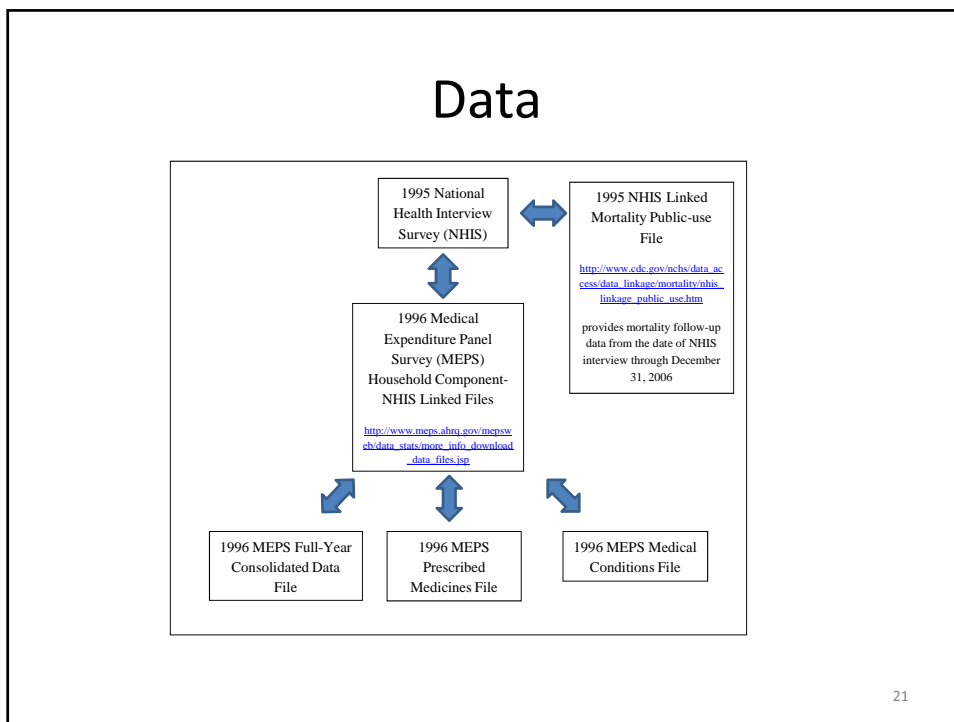 Data
1995 National
Health Interview
Survey (NHIS)
1995 NHIS Linked
Mortality Public-use
File
http://www.cdc.gov/nchs/data_ac
cess/data_linkage/mortality/nhis_
linkage_public_use.htm
provides mortality follow-up
data from the date of NHIS
interview through December
31, 2006
1996 Medical
Expenditure Panel
Survey (MEPS)
Household Component-
NHIS Linked Files
http://www.meps.ahrq.gov/mepsw
eb/data_stats/more_info_download
_data_files.jsp
1996 MEPS Full-Year
Consolidated Data
File
1996 MEPS
Prescribed
Medicines File
1996 MEPS Medical
Conditions File
21